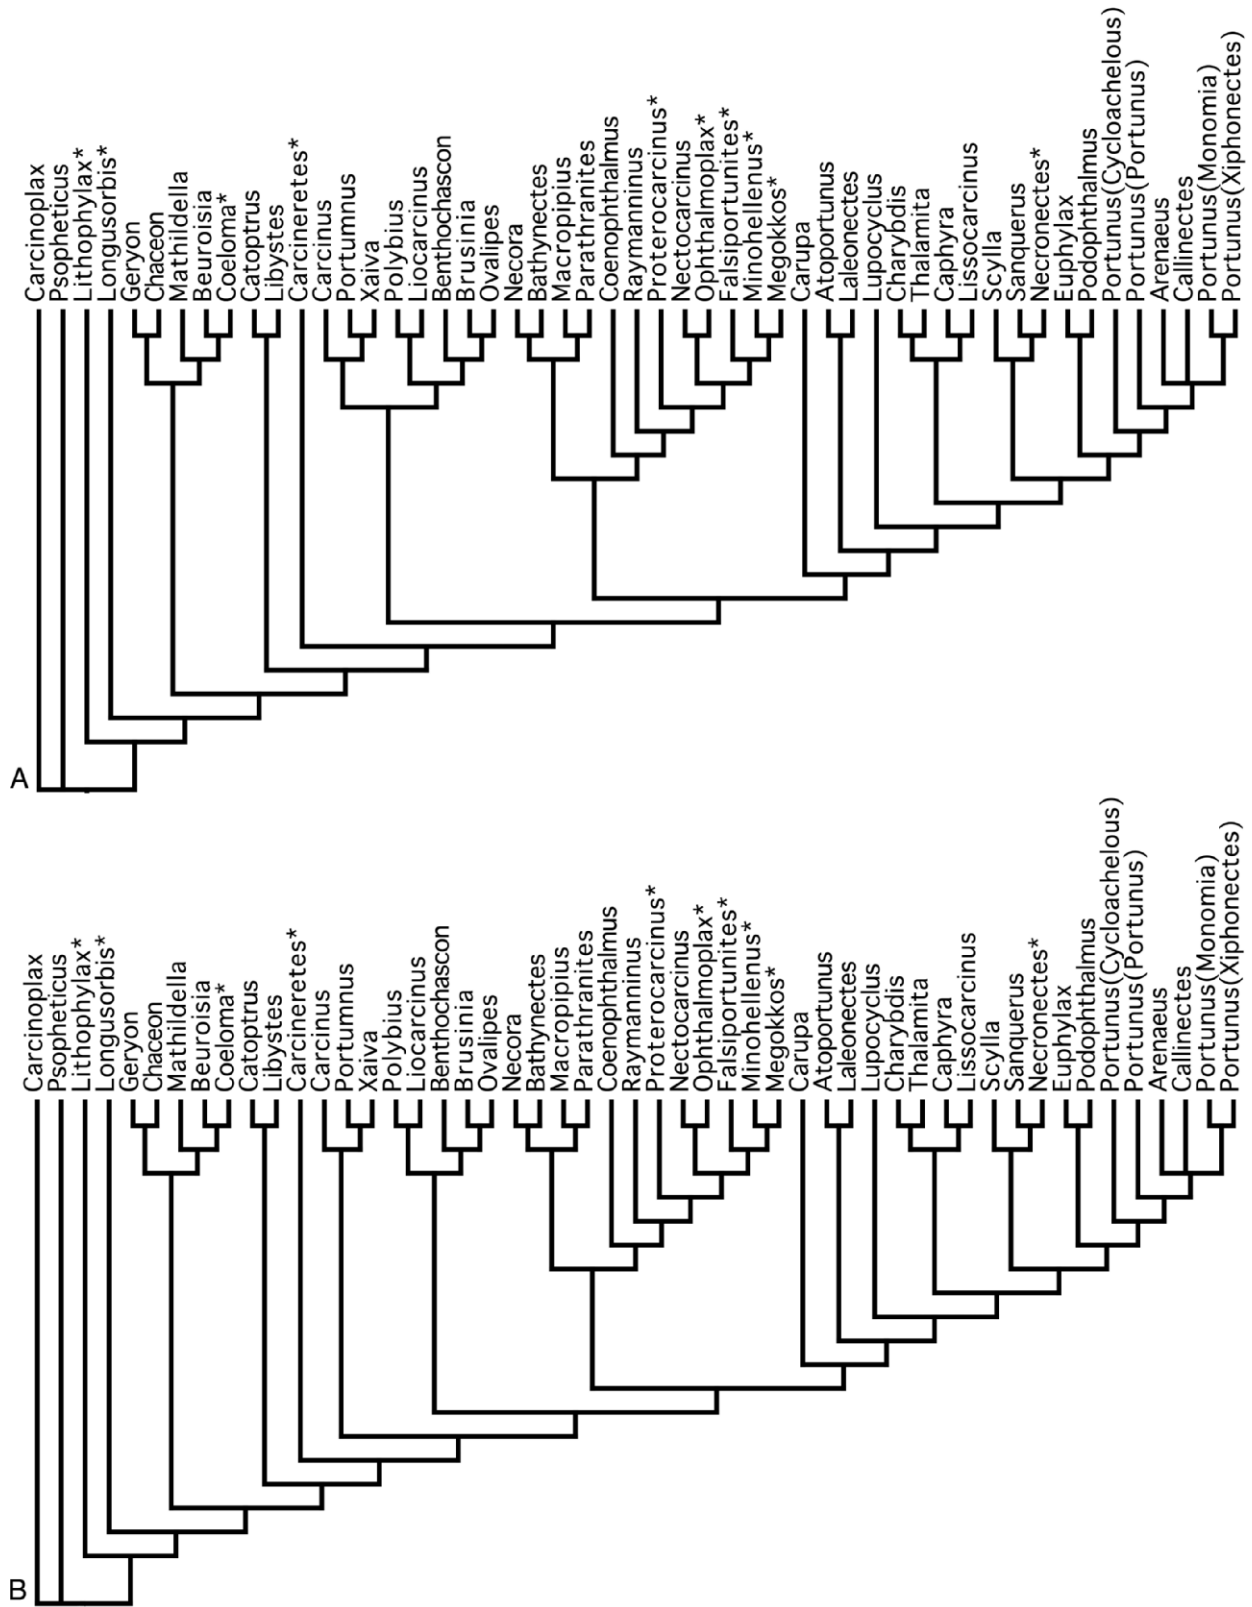 Carcinoplax
Psopheticus
Lithophylax*
Longusorbis*
Geryon
Chaceon
Mathildella
Beuroisia
Coeloma*
Catoptrus
Libystes
Carcineretes*
Carcinus
Portumnus
Xaiva
Polybius
Liocarcinus
Benthochascon
Brusinia
Ovalipes
Necora
Bathynectes
Macropipius
Parathranites
Coenophthalmus
Raymanninus
Proterocarcinus*
Nectocarcinus
Ophthalmoplax*
Falsiportunites*
Minohellenus*
Megokkos*
Carupa
Atoportunus
Laleonectes
Lupocyclus
Charybdis
Thalamita
Caphyra
Lissocarcinus
Scylla
Sanquerus
Necronectes*
Euphylax
Podophthalmus
Portunus(Cycloachelous)
Portunus(Portunus)
Arenaeus
Callinectes
Portunus(Monomia)
Portunus(Xiphonectes)
A
Carcinoplax
Psopheticus
Lithophylax*
Longusorbis*
Geryon
Chaceon
Mathildella
Beuroisia
Coeloma*
Catoptrus
Libystes
Carcineretes*
Carcinus
Portumnus
Xaiva
Polybius
Liocarcinus
Benthochascon
Brusinia
Ovalipes
Necora
Bathynectes
Macropipius
Parathranites
Coenophthalmus
Raymanninus
Proterocarcinus*
Nectocarcinus
Ophthalmoplax*
Falsiportunites*
Minohellenus*
Megokkos*
Carupa
Atoportunus
Laleonectes
Lupocyclus
Charybdis
Thalamita
Caphyra
Lissocarcinus
Scylla
Sanquerus
Necronectes*
Euphylax
Podophthalmus
Portunus(Cycloachelous)
Portunus(Portunus)
Arenaeus
Callinectes
Portunus(Monomia)
Portunus(Xiphonectes)
B